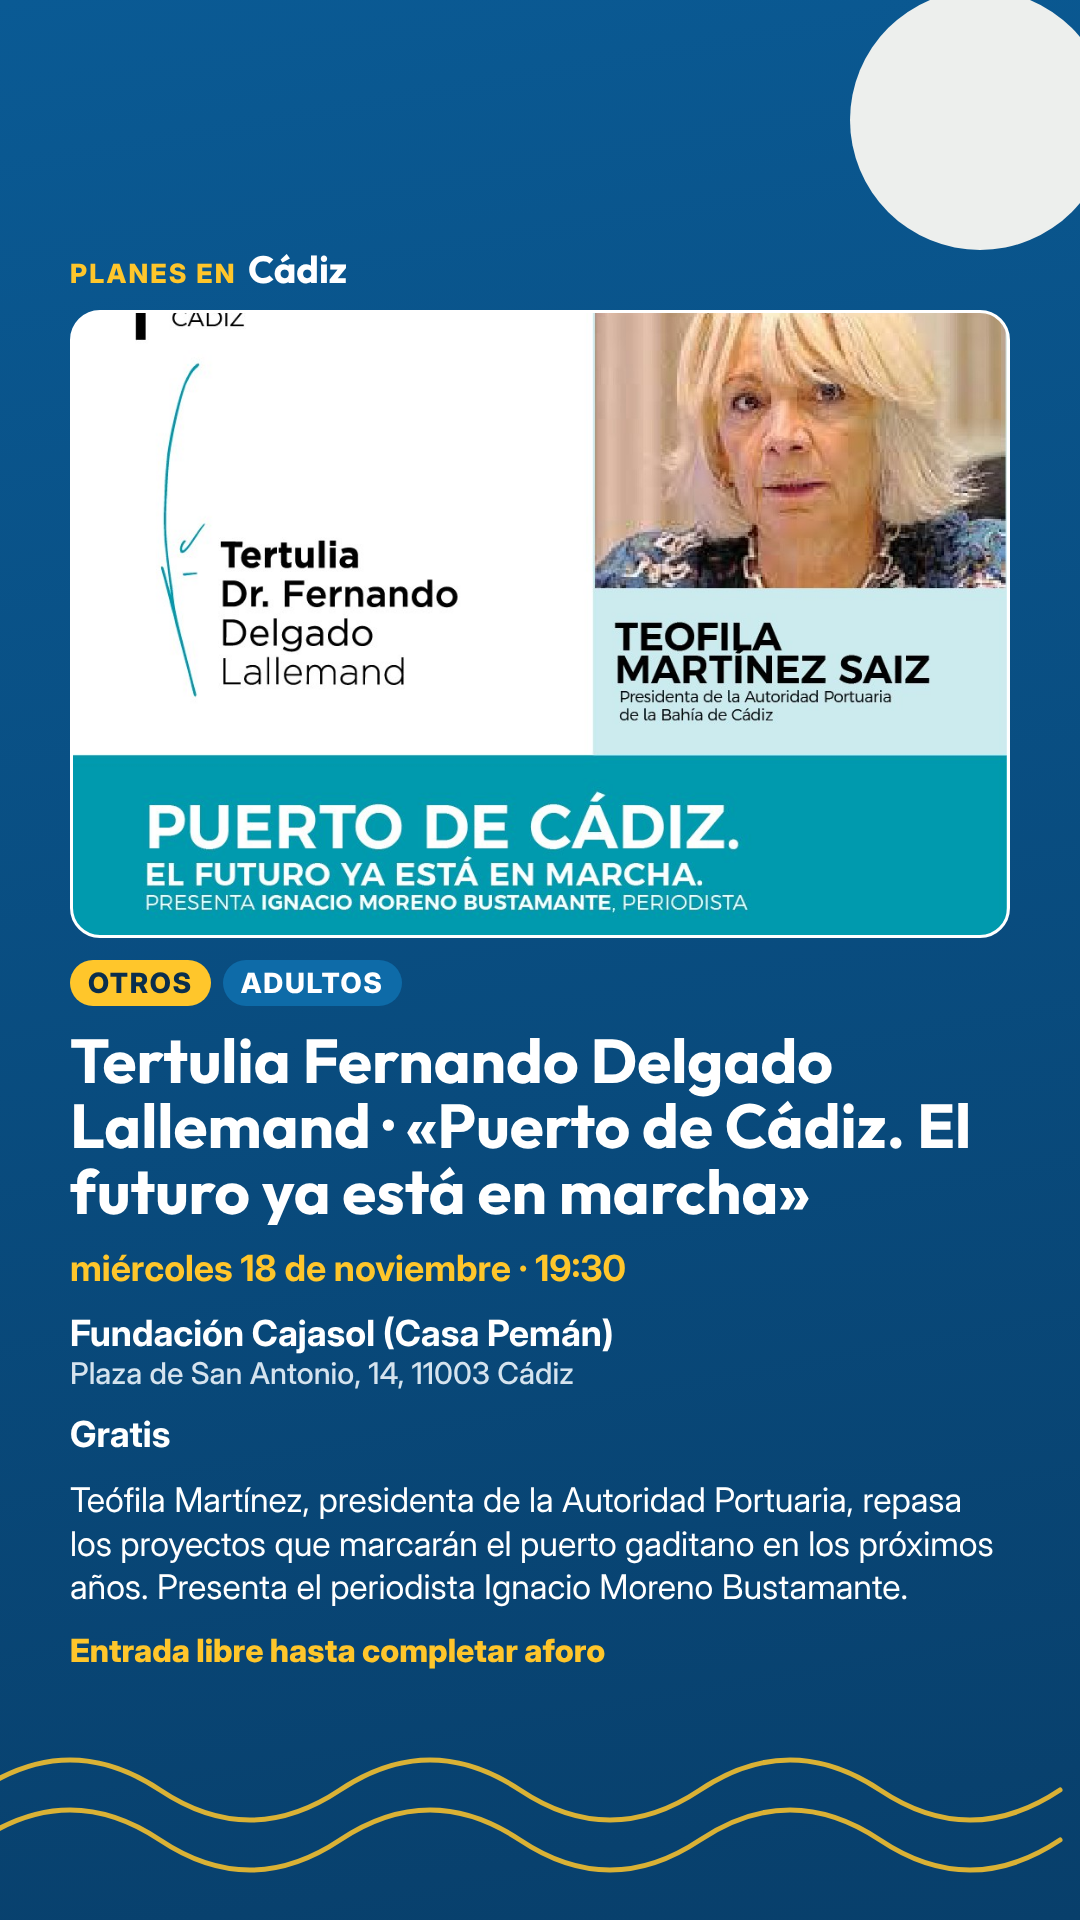 PLANES EN Cádiz
CÁDIZ
Tertulia
Dr. Fernando
Delgado
Lallemand
TEOFILA
MARTÍNEZ SAIZ
Presidenta de la Autoridad Portuaria
de la Bahía de Cádiz
PUERTO DE CÁDIZ.
EL FUTURO YA ESTÁ EN MARCHA.
PRESENTA IGNACIO MORENO BUSTAMANTE, PERIODISTA
OTROS ADULTOS
Tertulia Fernando Delgado
Lallemand · «Puerto de Cádiz. El
futuro ya está en marcha»
miércoles 18 de noviembre · 19:30
Fundación Cajasol (Casa Pemán)
Plaza de San Antonio, 14, 11003 Cádiz
Gratis
Teófila Martínez, presidenta de la Autoridad Portuaria, repasa
los proyectos que marcarán el puerto gaditano en los próximos
años. Presenta el periodista Ignacio Moreno Bustamante.
Entrada libre hasta completar aforo